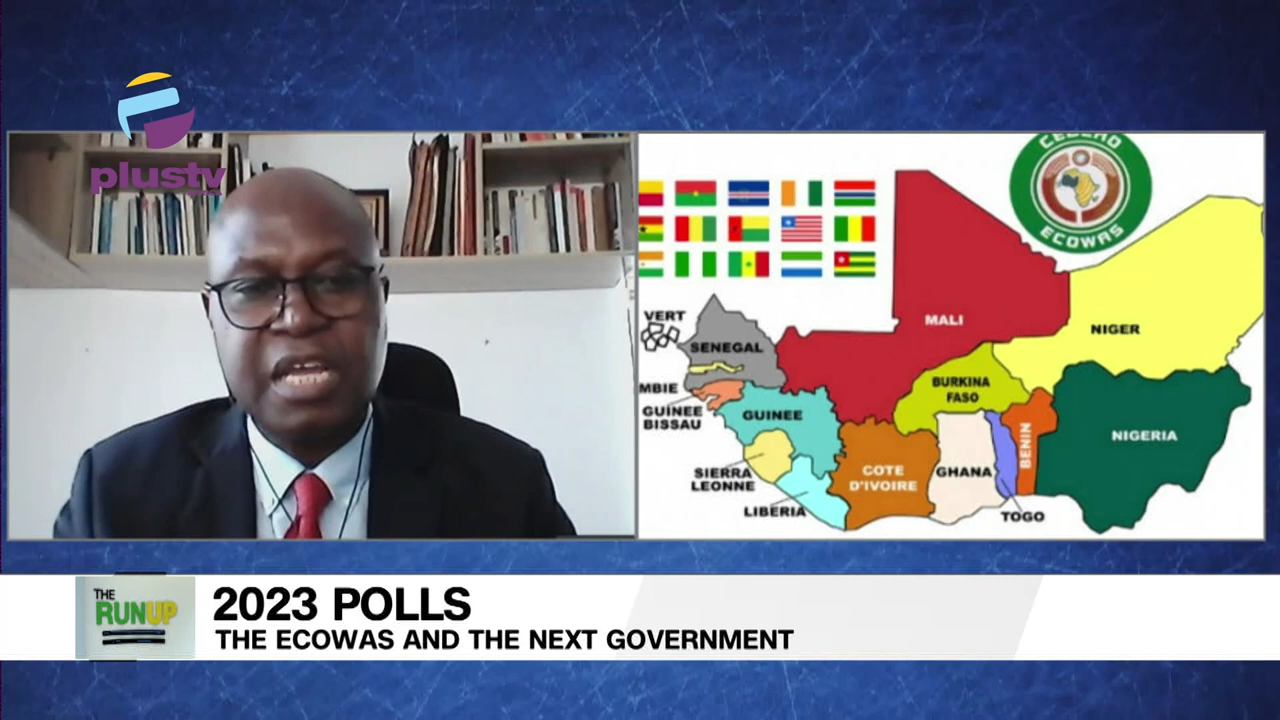 plustv
CEDEAO
ECOWAS
VERT
SENEGAL
MBIE
GUINEE
BISSAU
GUINEE
SIERRA
LEONNE
LIBERIA
MALI
NIGER
BURKINA
FASO
COTE
D'IVOIRE
GHANA
TOGO
BENIN
NIGERIA
THE
RUNUP
2023 POLLS
THE ECOWAS AND THE NEXT GOVERNMENT